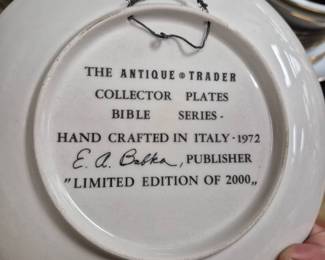 THE ANTIQUE ® TRADER
COLLECTOR PLATES
BIBLE SERIES-
HAND CRAFTED IN ITALY-1972
E. A. Babka, PUBLISHER
"LIMITED EDITION OF 2000„